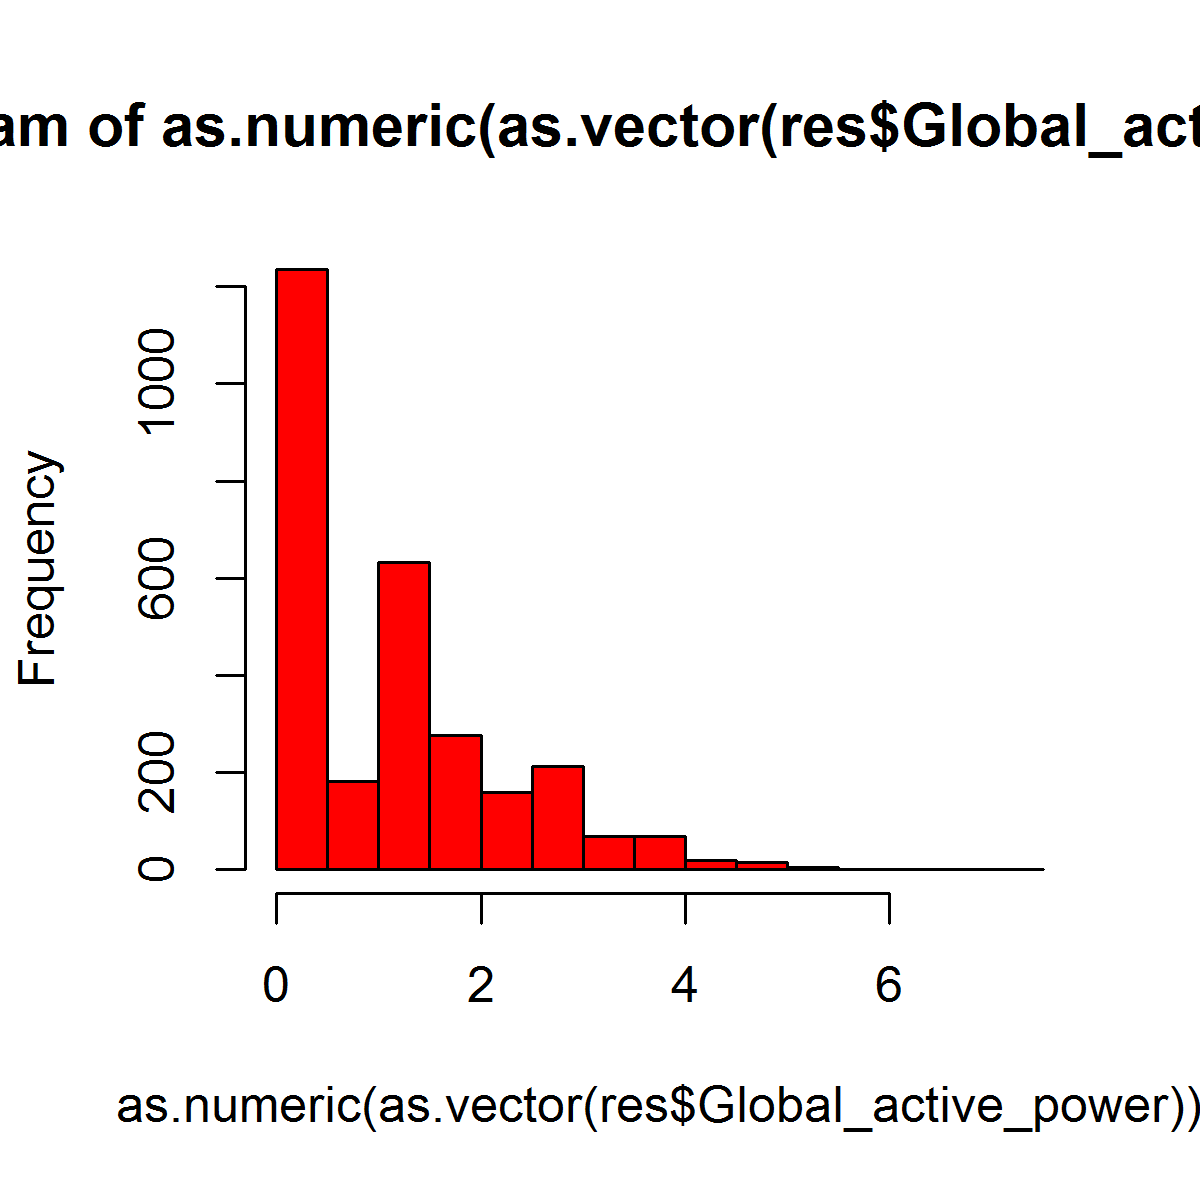 am of as.numeric(as.vector(res$Global_act
Frequency
1000
600
200
0
0 2 4 6
as.numeric(as.vector(res$Global_active_power))